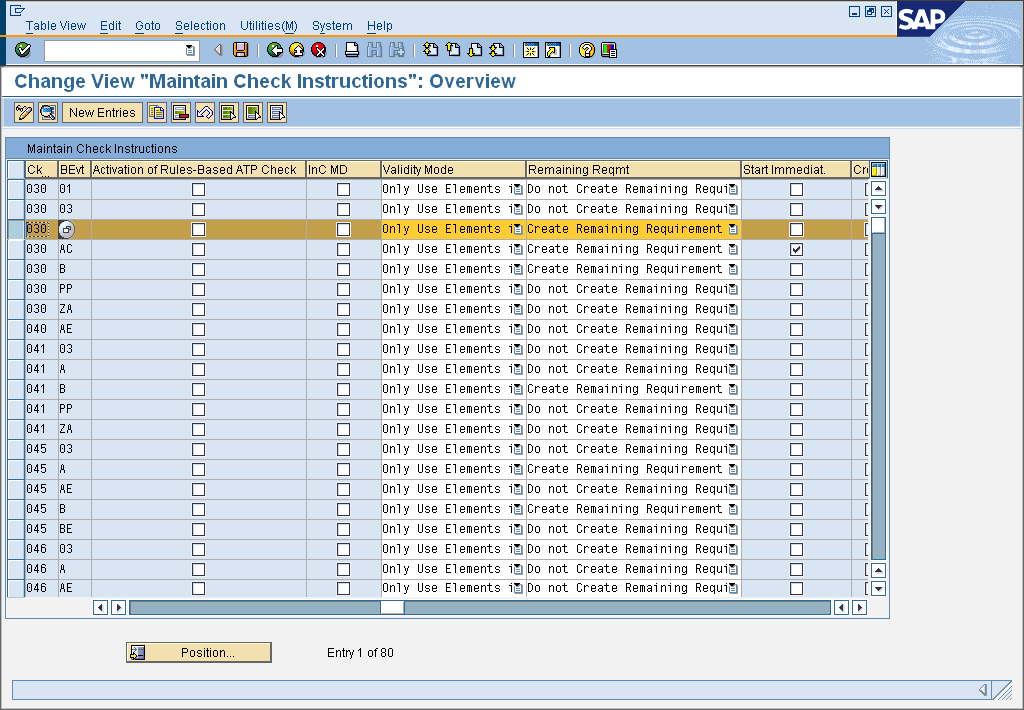 Table View Edit Goto Selection Utilities(M) System Help
SAP
Change View "Maintain Check Instructions": Overview
New Entries
Maintain Check Instructions
Ck BEvt Activation of Rules-Based ATP Check InC MD Validity Mode Remaining Reqmt Start Immediat. Cr
030 01 Only Use Elements i Do not Create Remaining Requi
030 03 Only Use Elements i Do not Create Remaining Requi
030 Only Use Elements i Create Remaining Requirement
030 AC Only Use Elements i Create Remaining Requirement
030 B Only Use Elements i Create Remaining Requirement
030 PP Only Use Elements i Do not Create Remaining Requi
030 ZA Only Use Elements i Do not Create Remaining Requi
040 AE Only Use Elements i Do not Create Remaining Requi
041 03 Only Use Elements i Do not Create Remaining Requi
041 A Only Use Elements i Do not Create Remaining Requi
041 B Only Use Elements i Create Remaining Requirement
041 PP Only Use Elements i Do not Create Remaining Requi
041 ZA Only Use Elements i Do not Create Remaining Requi
045 03 Only Use Elements i Do not Create Remaining Requi
045 A Only Use Elements i Create Remaining Requirement
045 AE Only Use Elements i Do not Create Remaining Requi
045 B Only Use Elements i Create Remaining Requirement
045 BE Only Use Elements i Do not Create Remaining Requi
046 03 Only Use Elements i Do not Create Remaining Requi
046 A Only Use Elements i Do not Create Remaining Requi
046 AE Only Use Elements i Do not Create Remaining Requi
Position... Entry 1 of 80